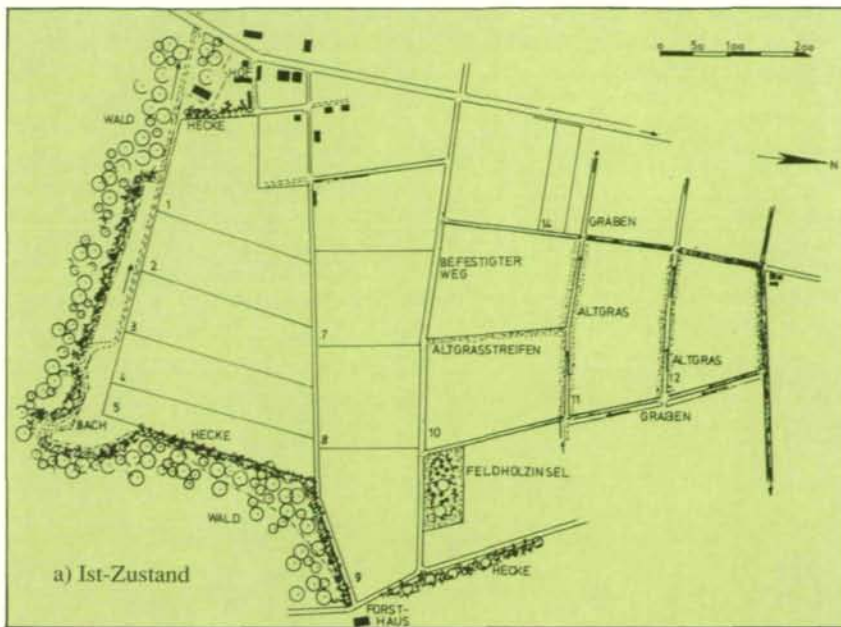 0 50 100 200
HOF
WALD
HECKE
N
1
14
GRABEN
2
BEFESTIGTER
WEG
3
7
ALTGRAS
ALTGRASSTREIFEN
ALTGRAS
4
12
5
11
GRABEN
BACH
HECKE
8
10
FELDHOLZINSEL
WALD
a) Ist-Zustand
9
HECKE
FORST-
HAUS